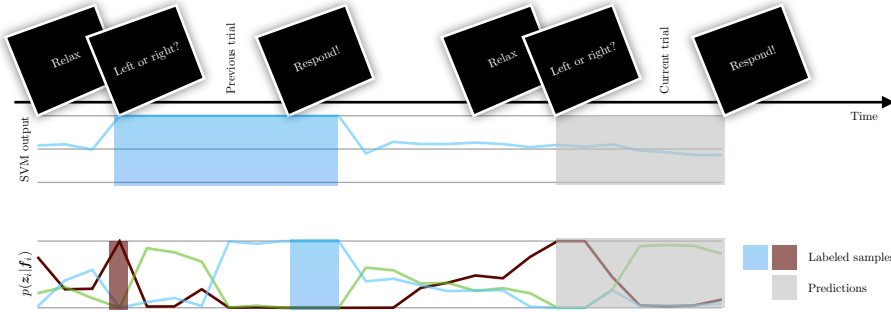 Relax
Left or right?
Previous trial
Respond!
Relax
Left or right?
Current trial
Respond!
Time
SVM output
p(z_i|f_i)
Labeled samples
Predictions